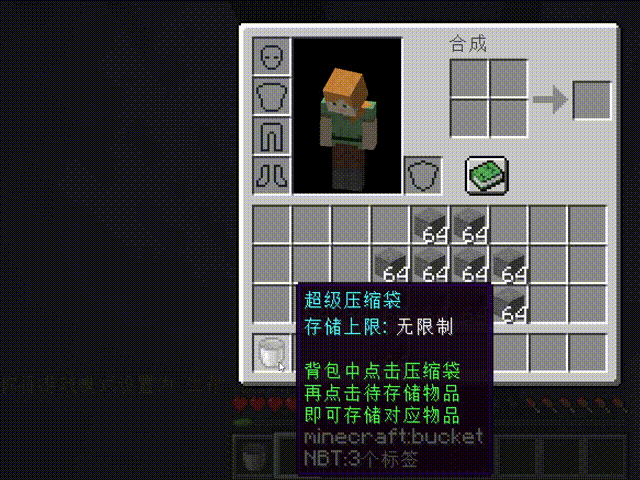 合成
64 64
64 64 64 64
64
超级压缩袋
存储上限: 无限制
背包中点击压缩袋
再点击待存储物品
即可存储对应物品
minecraft:bucket
NBT:3个标签